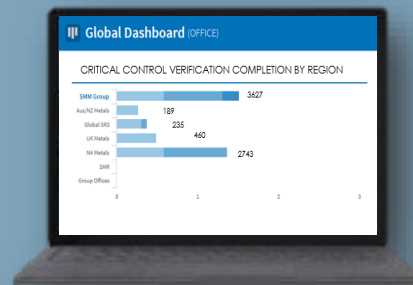 Global Dashboard (OFFICE)
CRITICAL CONTROL VERIFICATION COMPLETION BY REGION
SMM Group 3627
Aus/NZ Metals 189
Global SRS 235
UK Metals 460
NA Metals 2743
SMR
Group Offices
0 1 2 3